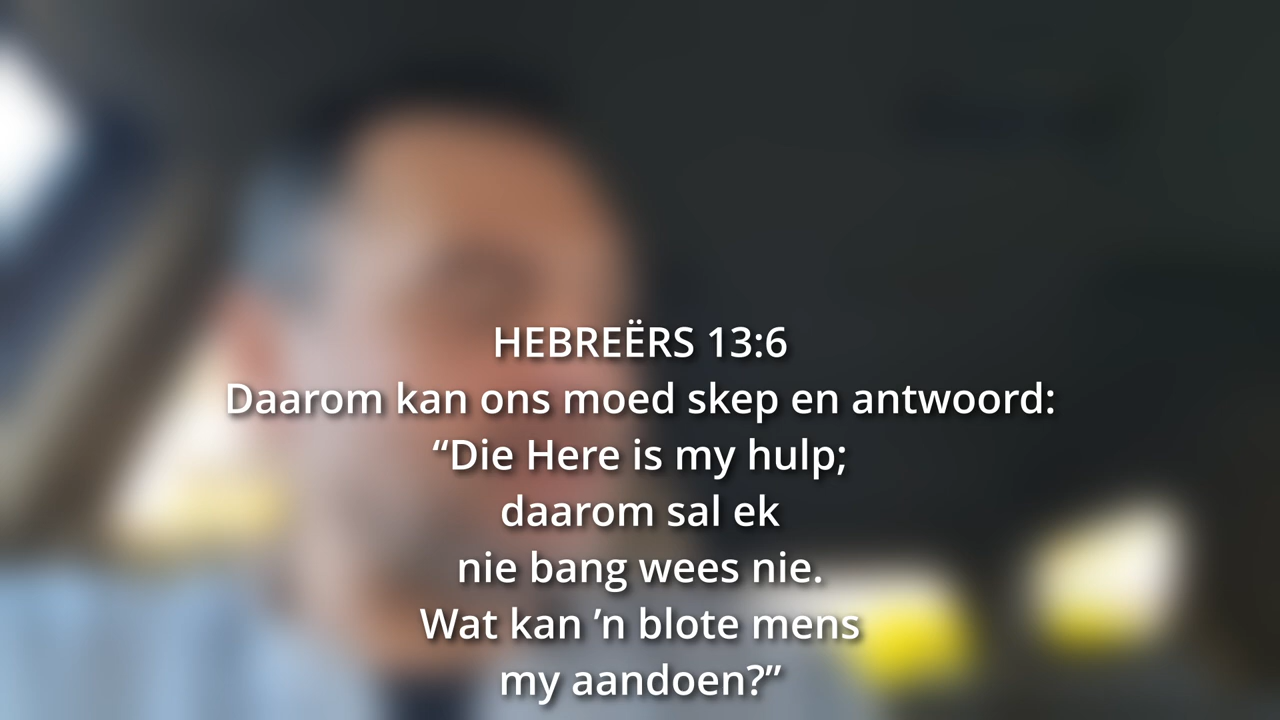 HEBREËRS 13:6
Daarom kan ons moed skep en antwoord:
“Die Here is my hulp;
daarom sal ek
nie bang wees nie.
Wat kan ’n blote mens
my aandoen?”